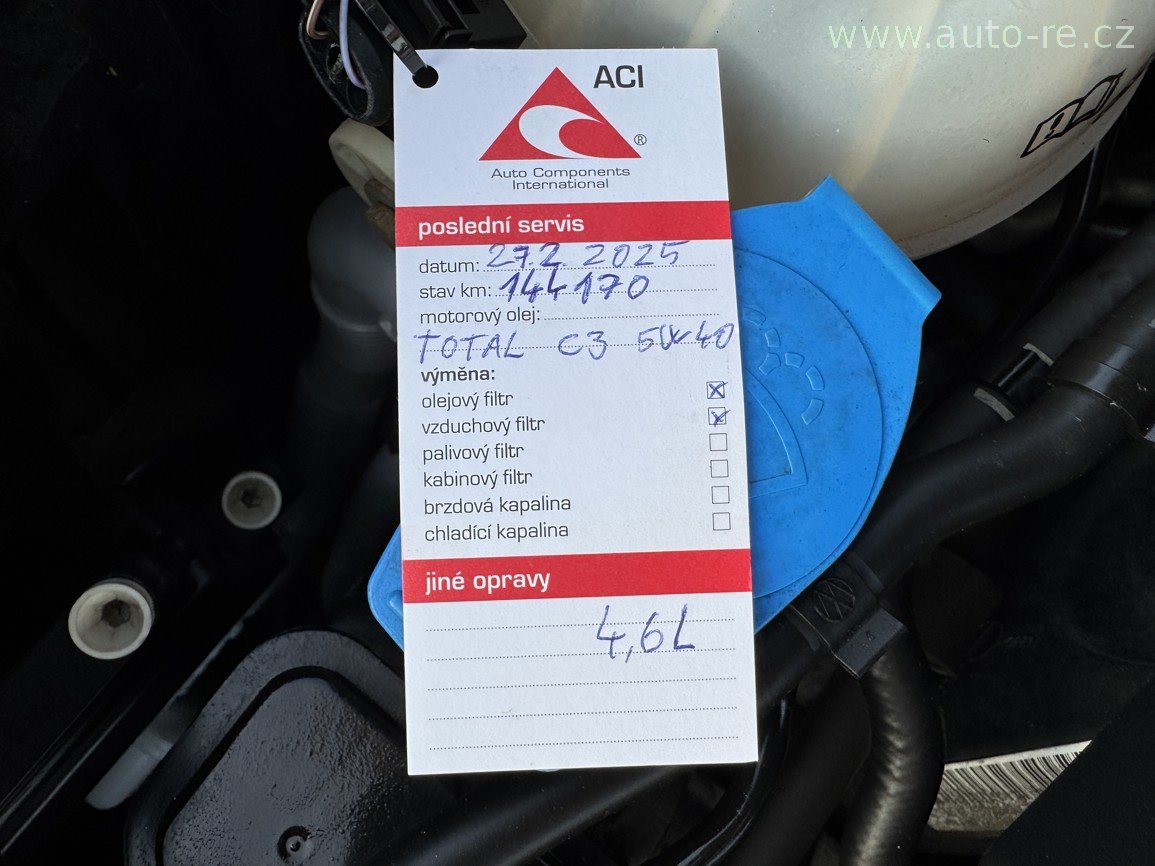 www.auto-re.cz
ACI
®
Auto Components
International
poslední servis
datum: 27.2 2025
stav km: 144170
motorový olej:
TOTAL C3 5W40
výměna:
olejový filtr
vzduchový filtr
palivový filtr
kabinový filtr
brzdová kapalina
chladící kapalina
jiné opravy
4,6L